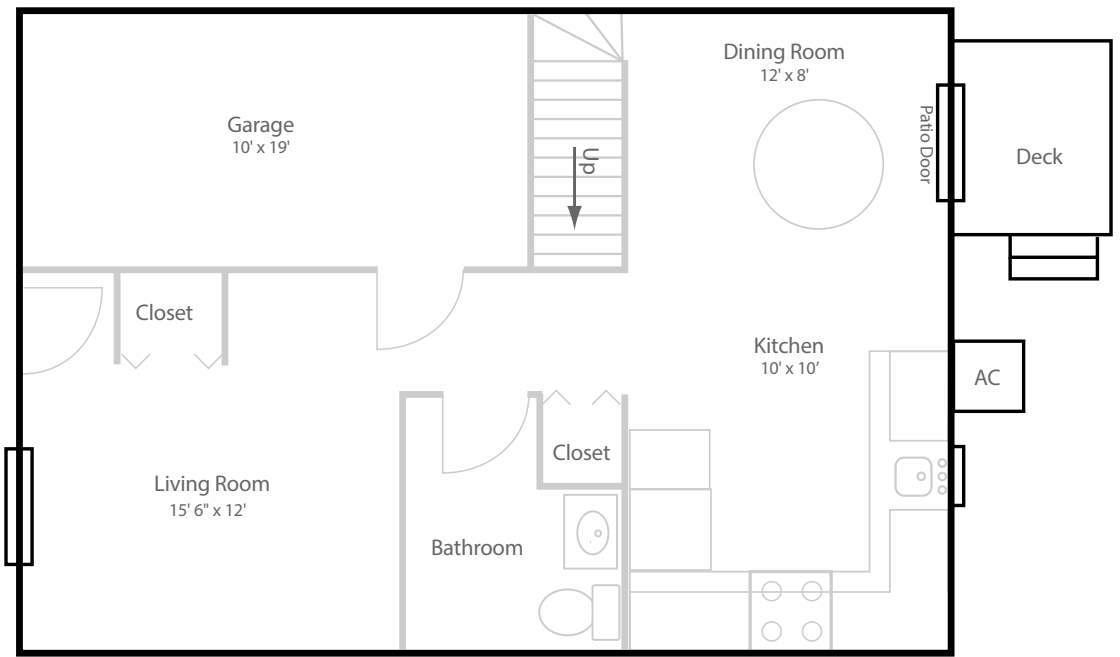 Dining Room
12' x 8'
Garage
10' x 19'
Up
Patio Door
Deck
Closet
Kitchen
10' x 10’
AC
Closet
Living Room
15' 6" x 12'
Bathroom